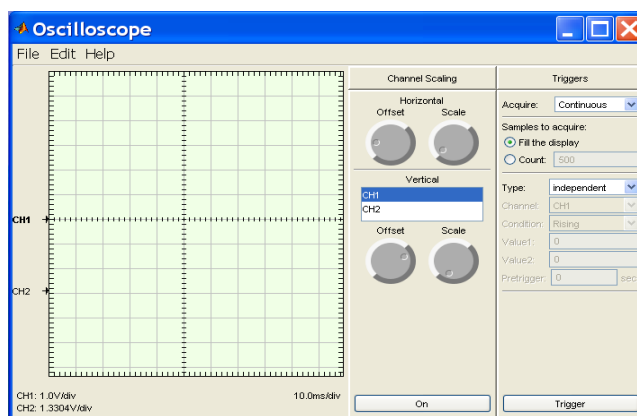 Oscilloscope
File Edit Help
Channel Scaling
Horizontal
Offset Scale
Vertical
CH1
CH2
Offset Scale
On
Triggers
Acquire: Continuous
Samples to acquire:
Fill the display
Count: 500
Type: independent
Channel: CH1
Condition: Rising
Value1: 0
Value2: 0
Pretrigger: 0 sec
Trigger
CH1
CH2
CH1: 1.0V/div
CH2: 1.3304V/div
10.0ms/div